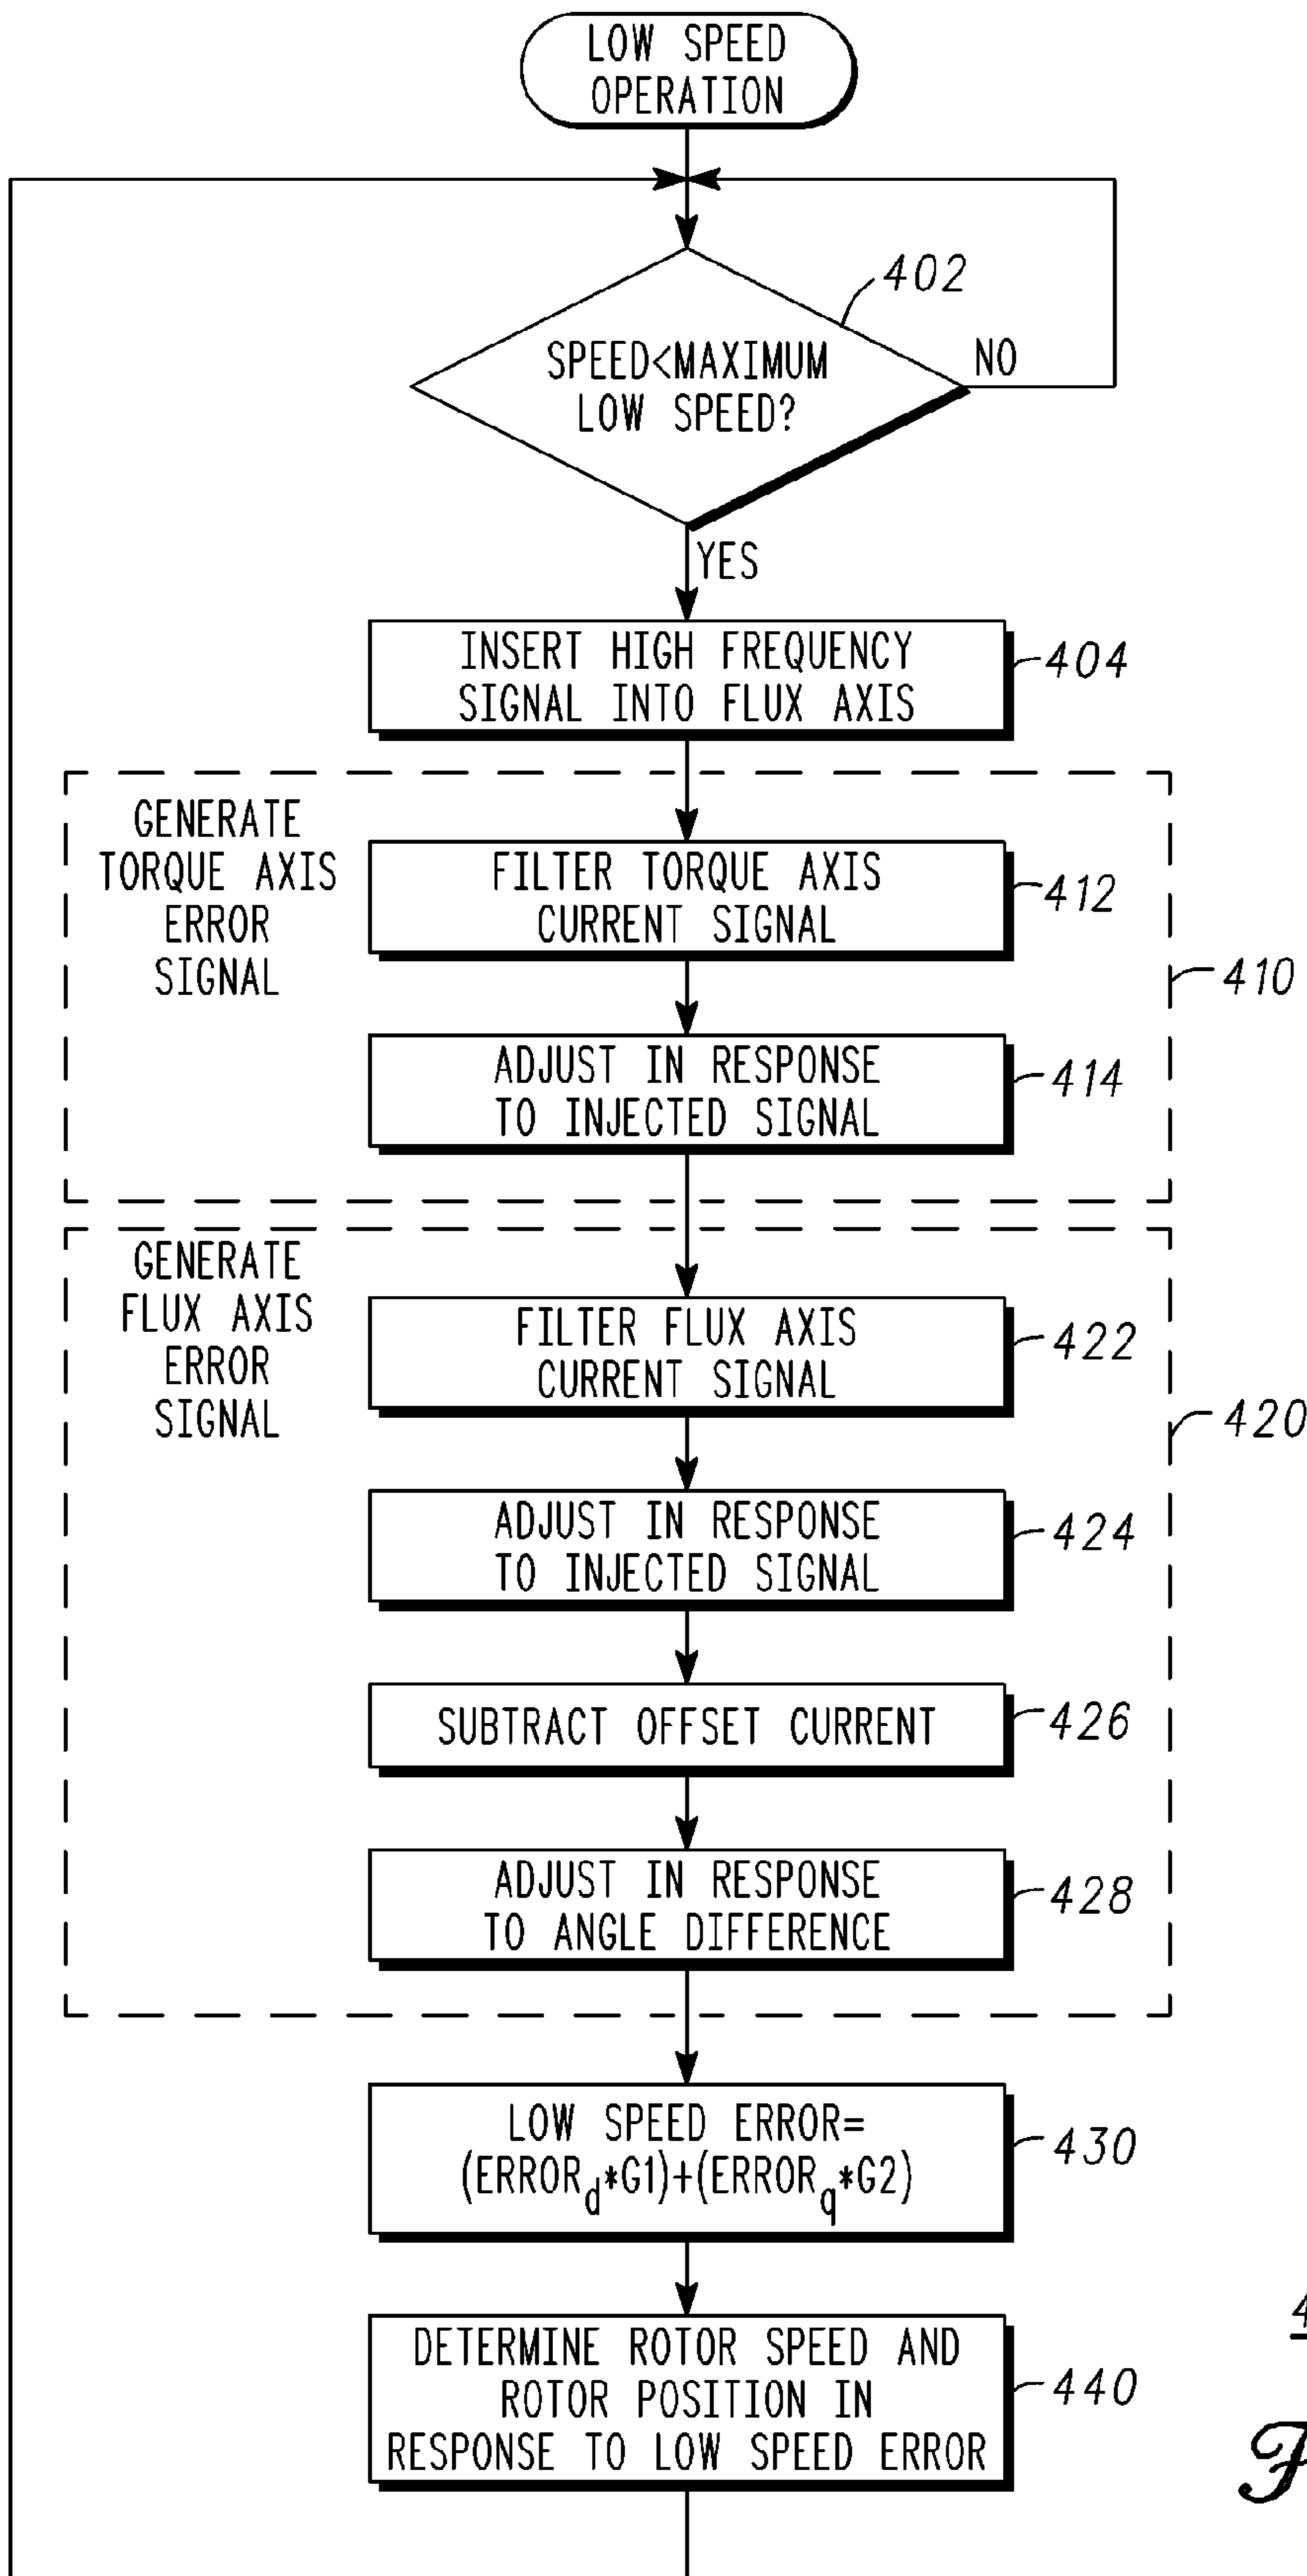 LOW SPEED
OPERATION
402
SPEED<MAXIMUM
LOW SPEED?
NO
YES
INSERT HIGH FREQUENCY
SIGNAL INTO FLUX AXIS
404
GENERATE
TORQUE AXIS
ERROR
SIGNAL
FILTER TORQUE AXIS
CURRENT SIGNAL
412
410
ADJUST IN RESPONSE
TO INJECTED SIGNAL
414
GENERATE
FLUX AXIS
ERROR
SIGNAL
FILTER FLUX AXIS
CURRENT SIGNAL
422
420
ADJUST IN RESPONSE
TO INJECTED SIGNAL
424
SUBTRACT OFFSET CURRENT
426
ADJUST IN RESPONSE
TO ANGLE DIFFERENCE
428
LOW SPEED ERROR=
(ERROR_d*G1)+(ERROR_q*G2)
430
DETERMINE ROTOR SPEED AND
ROTOR POSITION IN
RESPONSE TO LOW SPEED ERROR
440